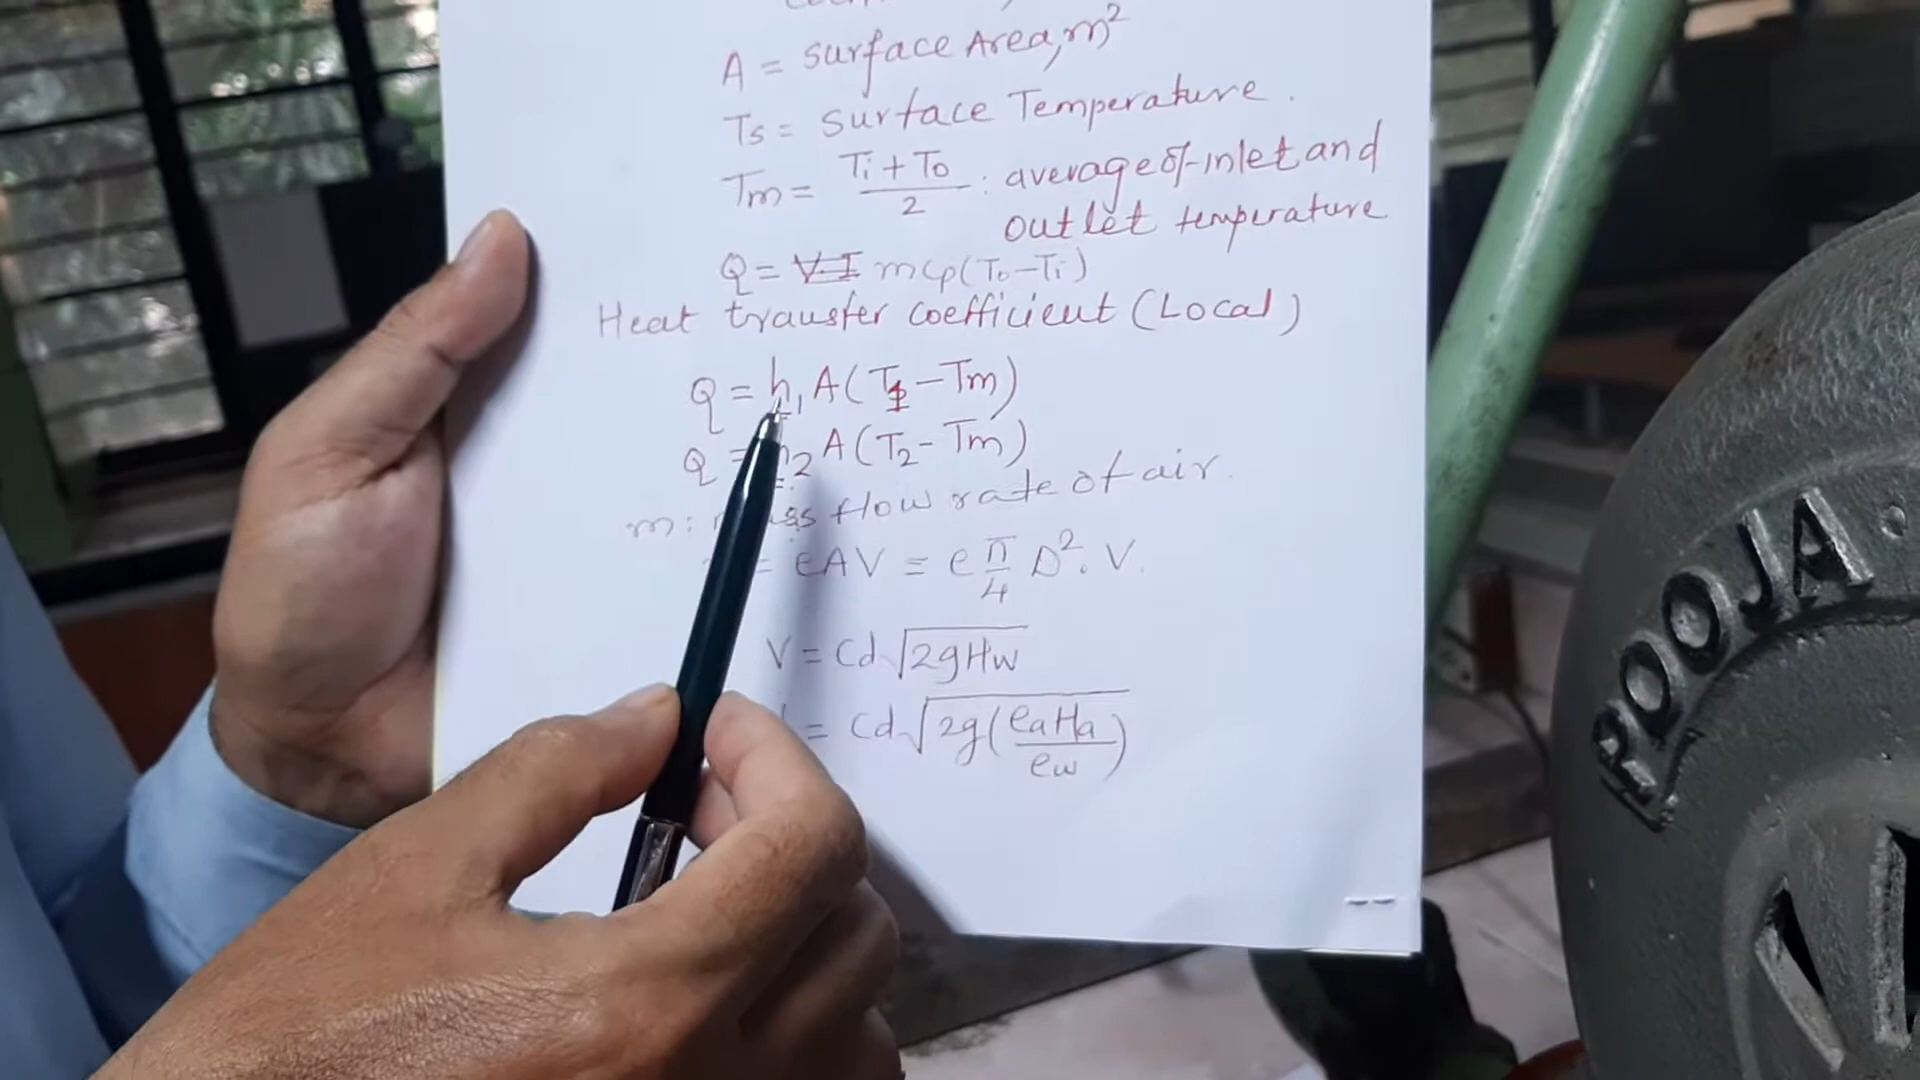 A = surface Area, m²
Ts = surface Temperature.
Tm = (Ti + To)/2 : average of inlet and
outlet temperature
Q = V I mcp(To-Ti)
Heat transfer coefficient (Local)
Q = h₁ A (T1 - Tm)
Q = h₂ A (T₂ - Tm)
m: mass flow rate of air.
= ρAV = ρ π/4 D². V.
V = Cd √2gHw
= Cd √2g(ρaHa/ρw)
POOJA